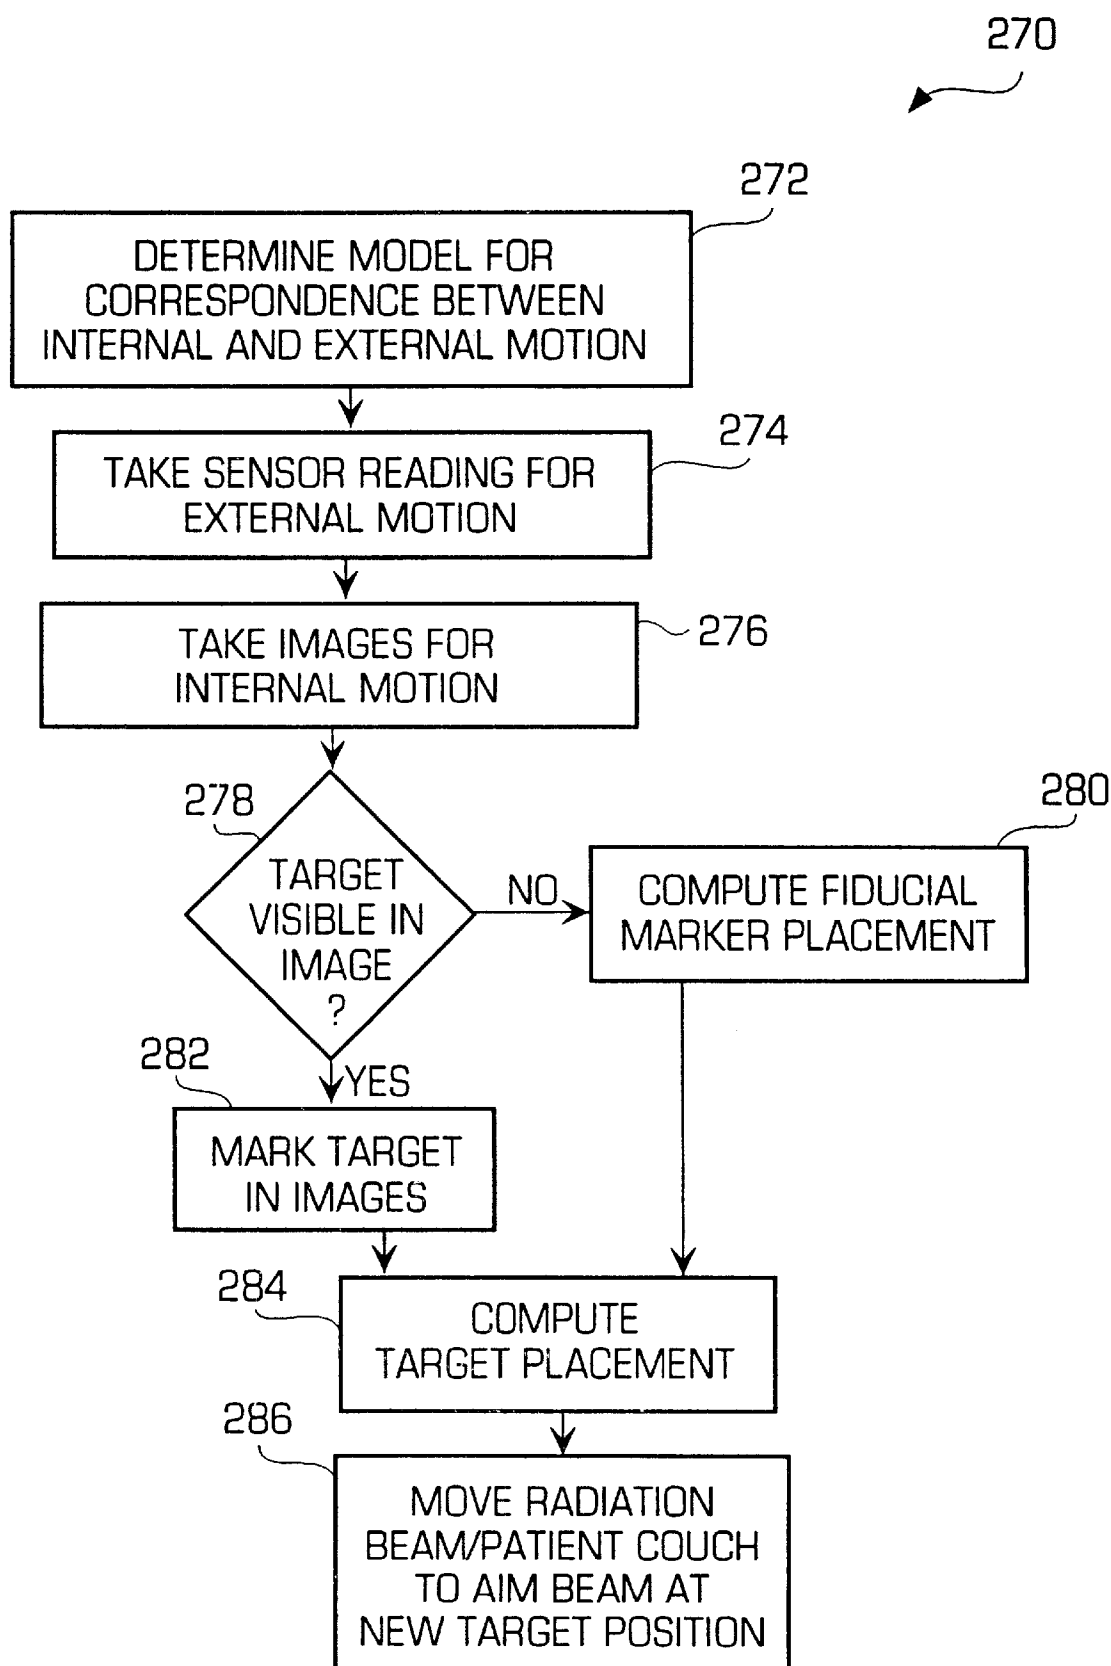 270
272
DETERMINE MODEL FOR
CORRESPONDENCE BETWEEN
INTERNAL AND EXTERNAL MOTION
274
TAKE SENSOR READING FOR
EXTERNAL MOTION
TAKE IMAGES FOR
INTERNAL MOTION
276
278
TARGET
VISIBLE IN
IMAGE
?
NO
280
COMPUTE FIDUCIAL
MARKER PLACEMENT
YES
282
MARK TARGET
IN IMAGES
284
COMPUTE
TARGET PLACEMENT
286
MOVE RADIATION
BEAM/PATIENT COUCH
TO AIM BEAM AT
NEW TARGET POSITION